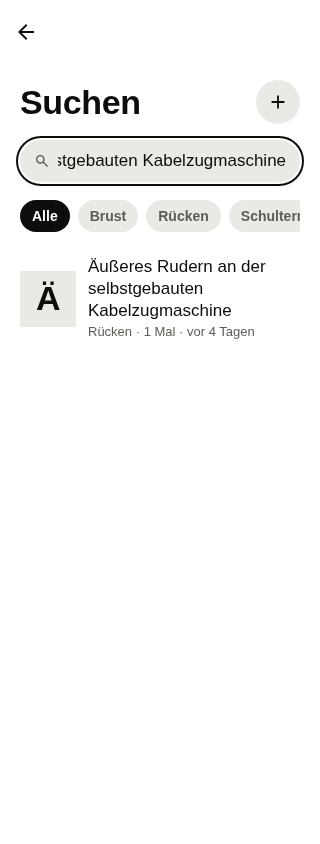 Suchen
stgebauten Kabelzugmaschine
Alle Brust Rücken Schultern
Ä
Äußeres Rudern an der
selbstgebauten
Kabelzugmaschine
Rücken · 1 Mal · vor 4 Tagen